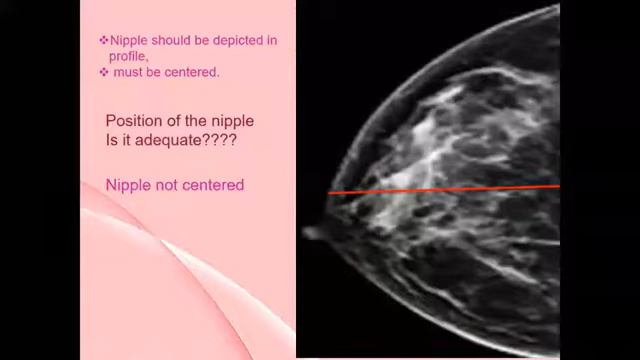 ❖Nipple should be depicted in
profile,
❖ must be centered.
Position of the nipple
Is it adequate????
Nipple not centered